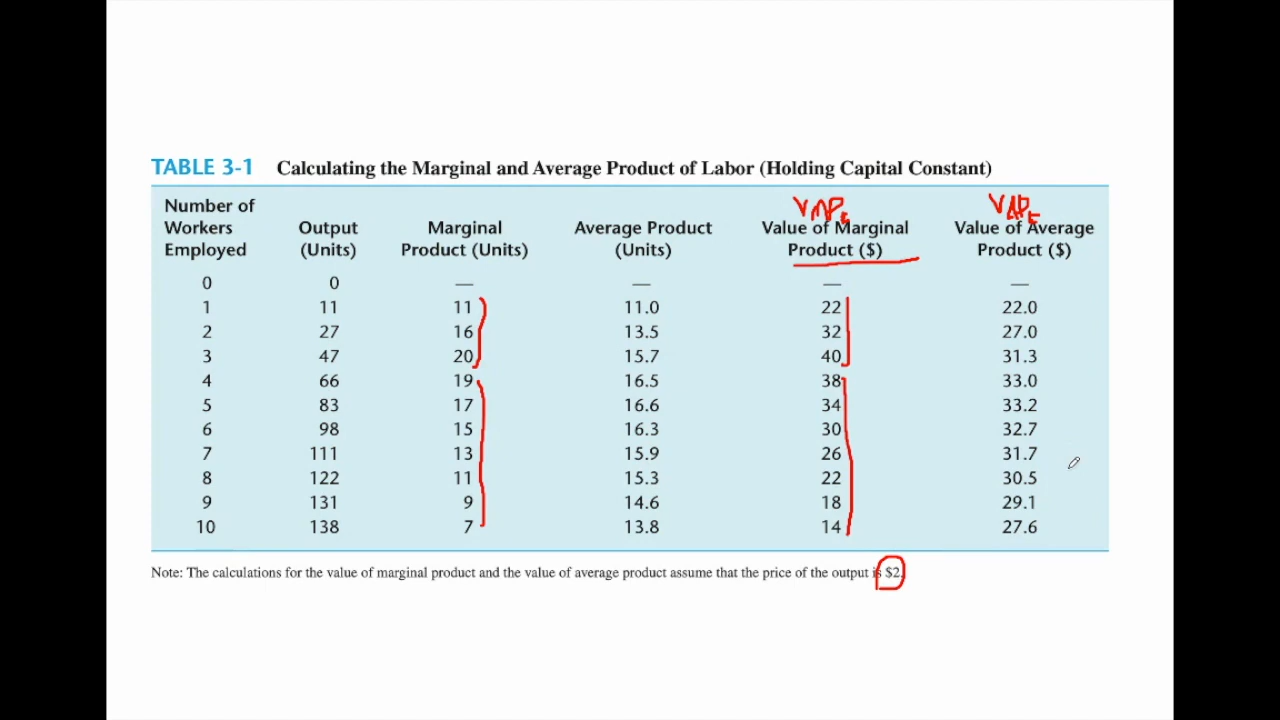 TABLE 3-1 Calculating the Marginal and Average Product of Labor (Holding Capital Constant)
VMPE VAPE
Number of
Workers Output Marginal Average Product Value of Marginal Value of Average
Employed (Units) Product (Units) (Units) Product ($) Product ($)
0 0 — — — —
1 11 11 11.0 22 22.0
2 27 16 13.5 32 27.0
3 47 20 15.7 40 31.3
4 66 19 16.5 38 33.0
5 83 17 16.6 34 33.2
6 98 15 16.3 30 32.7
7 111 13 15.9 26 31.7
8 122 11 15.3 22 30.5
9 131 9 14.6 18 29.1
10 138 7 13.8 14 27.6
Note: The calculations for the value of marginal product and the value of average product assume that the price of the output is $2.